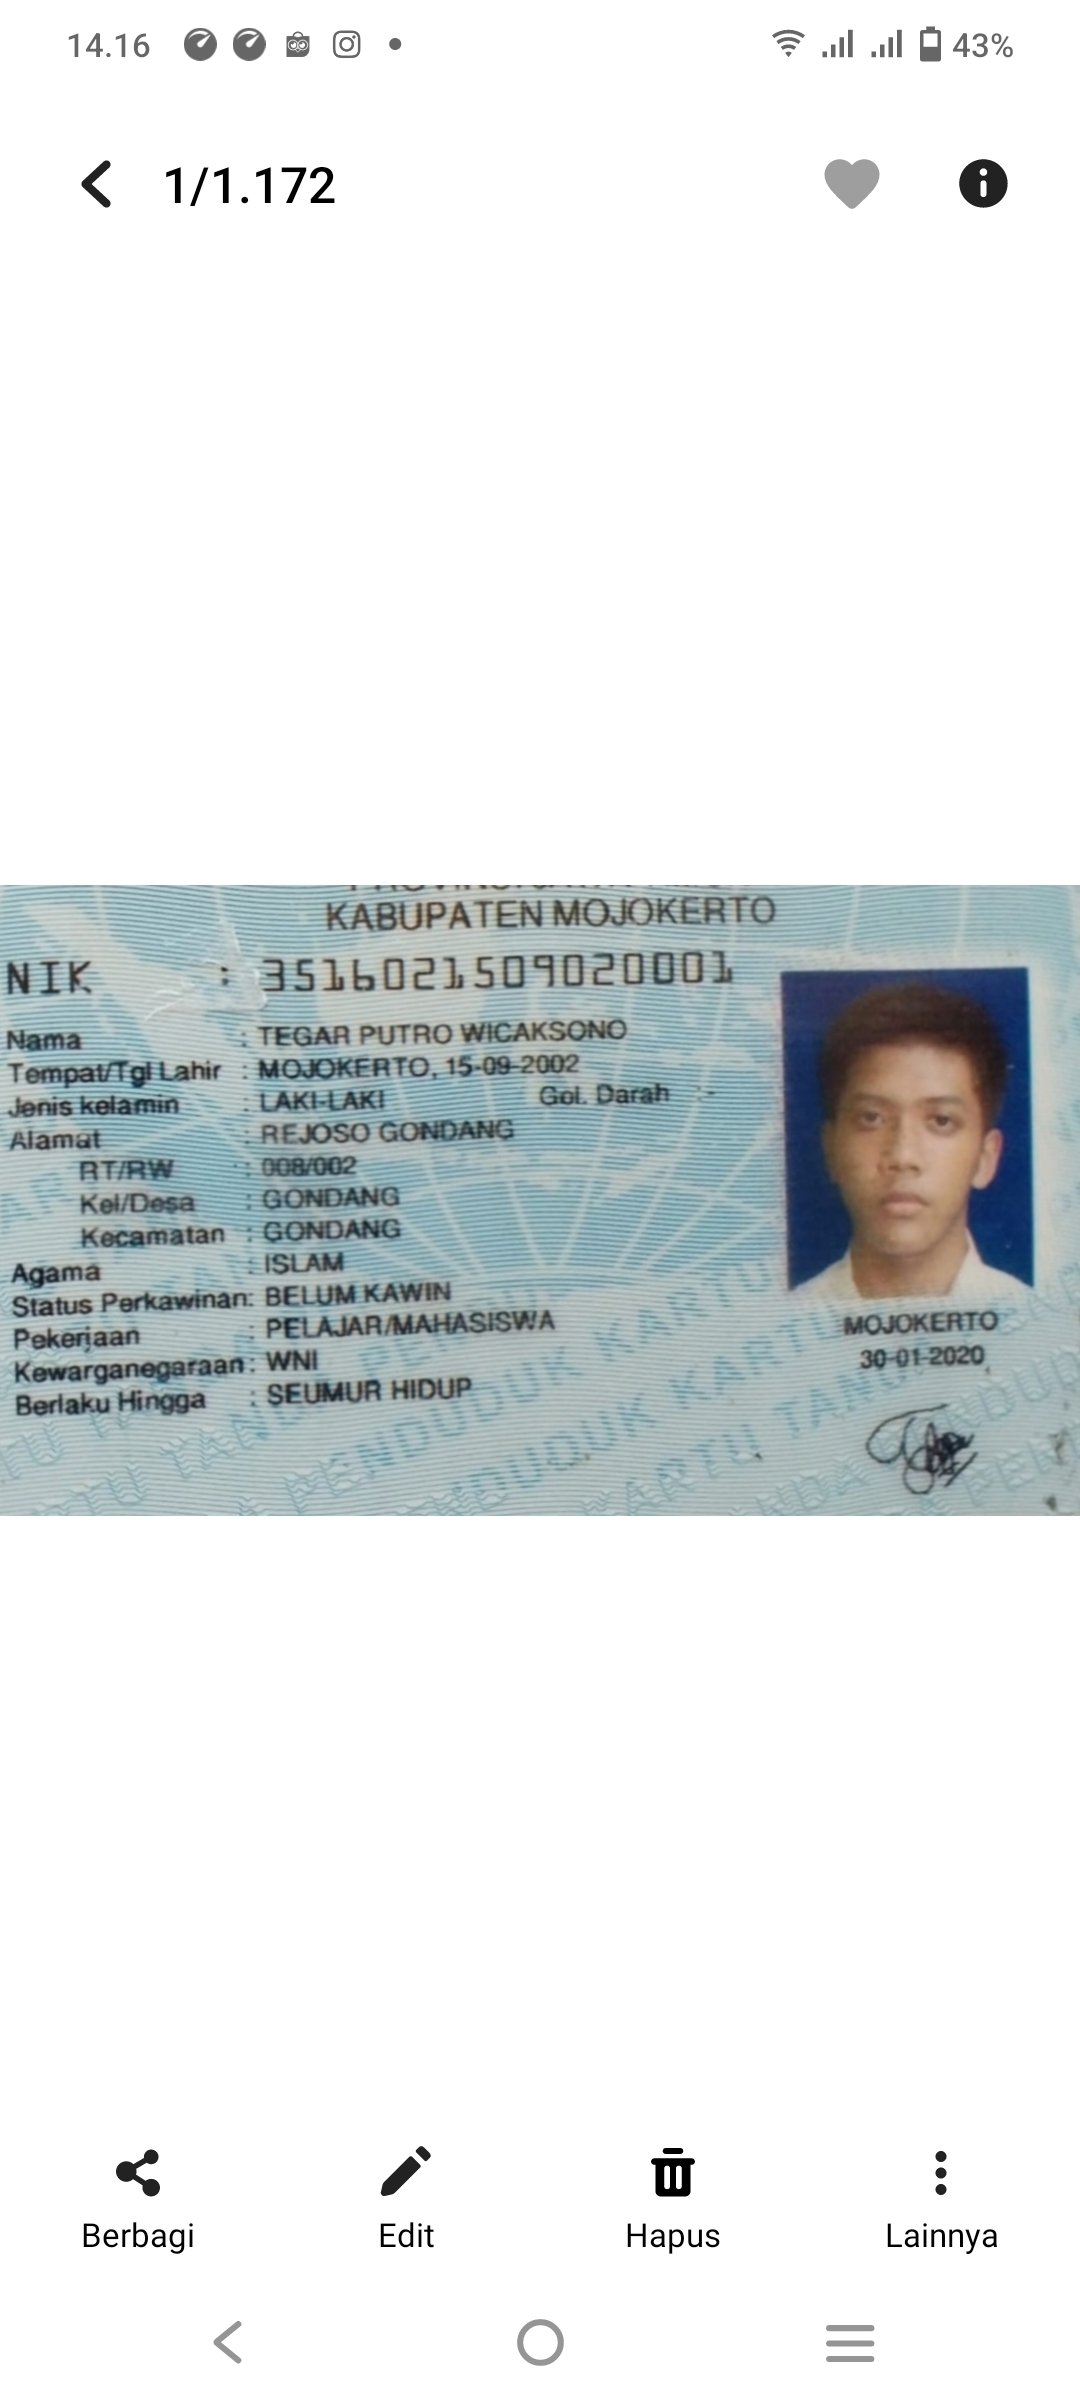 14.16
43%
1/1.172
KABUPATEN MOJOKERTO
NIK : 3516021509020001
Nama : TEGAR PUTRO WICAKSONO
Tempat/Tgl Lahir : MOJOKERTO, 15-09-2002
Jenis kelamin : LAKI-LAKI Gol. Darah : -
Alamat : REJOSO GONDANG
RT/RW : 008/002
Kel/Desa : GONDANG
Kecamatan : GONDANG
Agama : ISLAM
Status Perkawinan: BELUM KAWIN
Pekerjaan : PELAJAR/MAHASISWA
Kewarganegaraan: WNI
Berlaku Hingga : SEUMUR HIDUP
MOJOKERTO
30-01-2020
Berbagi
Edit
Hapus
Lainnya